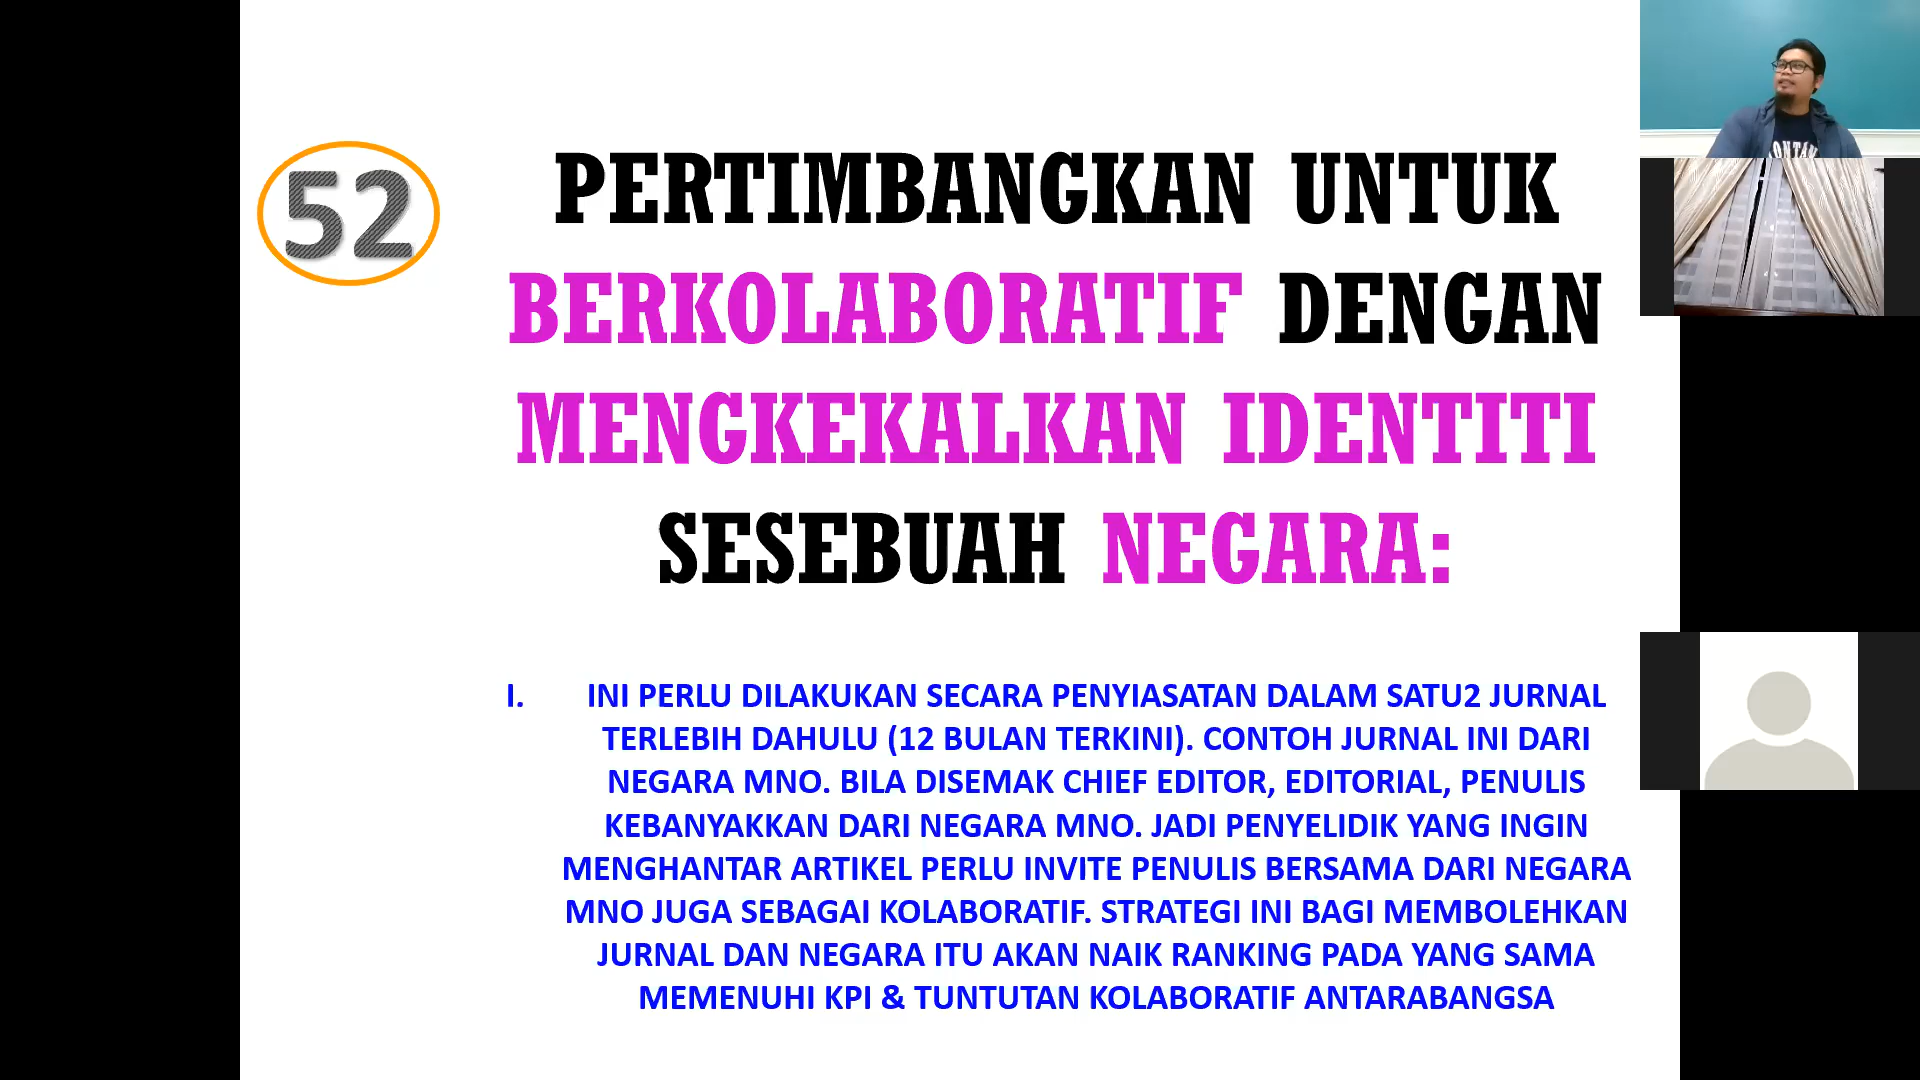 52
PERTIMBANGKAN UNTUK
BERKOLABORATIF DENGAN
MENGKEKALKAN IDENTITI
SESEBUAH NEGARA:
I. INI PERLU DILAKUKAN SECARA PENYIASATAN DALAM SATU2 JURNAL
TERLEBIH DAHULU (12 BULAN TERKINI). CONTOH JURNAL INI DARI
NEGARA MNO. BILA DISEMAK CHIEF EDITOR, EDITORIAL, PENULIS
KEBANYAKKAN DARI NEGARA MNO. JADI PENYELIDIK YANG INGIN
MENGHANTAR ARTIKEL PERLU INVITE PENULIS BERSAMA DARI NEGARA
MNO JUGA SEBAGAI KOLABORATIF. STRATEGI INI BAGI MEMBOLEHKAN
JURNAL DAN NEGARA ITU AKAN NAIK RANKING PADA YANG SAMA
MEMENUHI KPI & TUNTUTAN KOLABORATIF ANTARABANGSA